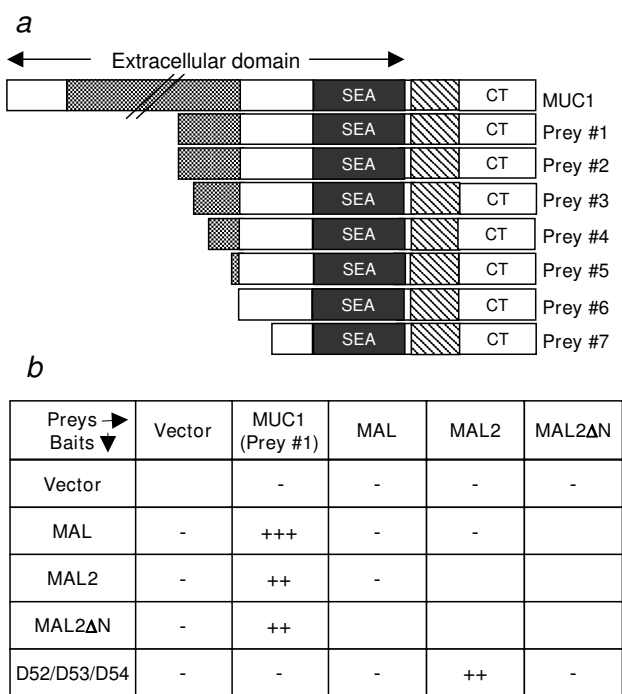 a
Extracellular domain
SEA CT MUC1
SEA CT Prey #1
SEA CT Prey #2
SEA CT Prey #3
SEA CT Prey #4
SEA CT Prey #5
SEA CT Prey #6
SEA CT Prey #7
b
Preys Vector MUC1 MAL MAL2 MAL2ΔN
Baits (Prey #1)
Vector - - - -
MAL - +++ - -
MAL2 - ++ -
MAL2ΔN - ++
D52/D53/D54 - - - ++ -